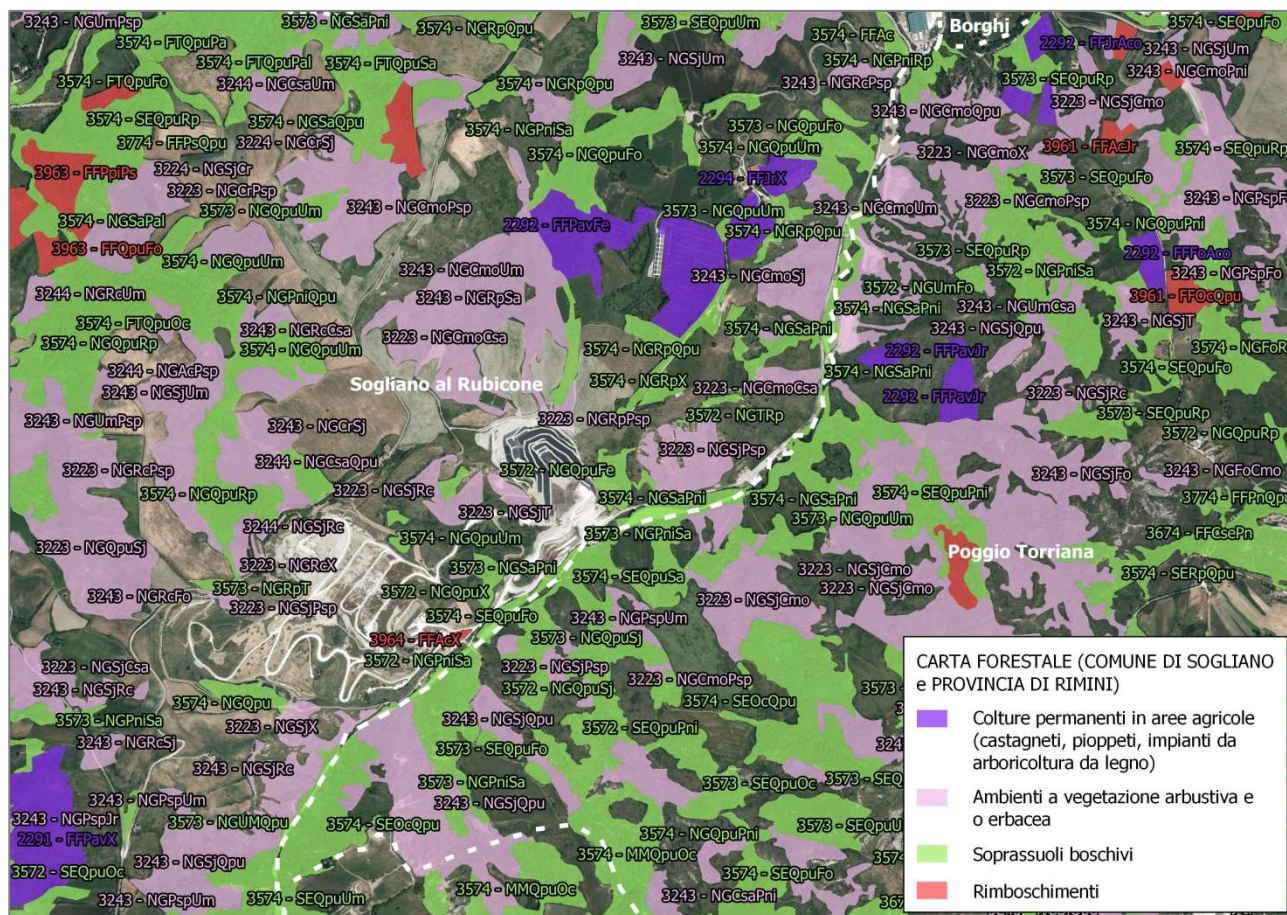 3243 - NGUmPsp
3573 - NGSaPni
3573 - SEQpuUm
Borghi
3574 - SEQpuFo
3574 - FTQpuPa
3574 - NGRpQpu
3574 - FFAc
2292 - FFJrAco
3243 - NGSjUm
3574 - FTQpuPal
3574 - FTQpuSa
3243 - NGSjUm
3574 - NGPniRp
3243 - NGCmoPni
3574 - FTQpuFo
3244 - NGCsaUm
3574 - NGRpQpu
3243 - NGRcPsp
3573 - SEQpuRp
3223 - NGSjCmo
3574 - SEQpuRp
3574 - NGSaQpu
3574 - NGPniSa
3573 - NGQpuFo
3243 - NGCmoQpu
3774 - FFPsQpu
3224 - NGCrSj
3574 - NGQpuFo
3574 - NGQpuUm
3223 - NGCmoX
3961 - FFAcJr
3574 - SEQpuRp
3963 - FFPpiPs
3224 - NGSjCr
2294 - FFJrX
3573 - SEQpuFo
3223 - NGCrPsp
3243 - NGCmoPsp
3243 - NGCmoUm
3223 - NGCmoPsp
3243 - NGPspF
3574 - NGSaPal
3573 - NGQpuUm
2292 - FFPavFe
3573 - NGQpuUm
3574 - NGQpuPni
3963 - FFQpuFo
3574 - NGQpuUm
3574 - NGRpQpu
3573 - SEQpuRp
2292 - FFFoAco
3243 - NGCmoUm
3243 - NGCmoSj
3572 - NGPniSa
3243 - NGPspFo
3244 - NGRcUm
3574 - NGPniQpu
3243 - NGRpSa
3572 - NGUmFo
3961 - FFOcQpu
3574 - FTQpuOc
3243 - NGRcCsa
3574 - NGSaPni
3574 - NGSaPni
3243 - NGUmCsa
3243 - NGSjT
3574 - NGQpuRp
3574 - NGQpuUm
3223 - NGCmoCsa
3574 - NGRpQpu
3243 - NGSjQpu
3574 - NGFoR
3244 - NGAcPsp
2292 - FFPavJr
3574 - SEQpuFo
3243 - NGSjUm
Sogliano al Rubicone
3574 - NGRpX
3223 - NGCmoCsa
3574 - NGSaPni
2292 - FFPavJr
3223 - NGSjRc
3243 - NGUmPsp
3243 - NGCrSj
3223 - NGRpPsp
3572 - NGTRp
3573 - SEQpuRp
3572 - NGQpuRp
3223 - NGRcPsp
3244 - NGCsaQpu
3572 - NGQpuFe
3223 - NGSjPsp
3243 - NGSjFo
3243 - NGFoCmo
3574 - NGQpuRp
3223 - NGSjRc
3574 - NGSaPni
3574 - NGSaPni
3574 - SEQpuPni
3774 - FFPnQp
3223 - NGSjT
3573 - NGQpuUm
3244 - NGSjRc
3574 - NGQpuUm
3573 - NGPniSa
3674 - FFCsePn
3223 - NGQpuSj
3223 - NGRcX
3573 - NGSaPni
3574 - SEQpuSa
Poggio Torriana
3223 - NGSjCmo
3574 - SERpQpu
3243 - NGRcFo
3573 - NGRpT
3572 - NGQpuX
3223 - NGSjCmo
3223 - NGSjCmo
3223 - NGSjPsp
3574 - SEQpuFo
3243 - NGPspUm
3964 - FFAcX
3573 - NGQpuSj
3572 - NGPniSa
3223 - NGSjCsa
3223 - NGSjPsp
3223 - NGCmoPsp
3243 - NGSjRc
3574 - NGQpu
3572 - NGQpuSj
3574 - SEOcQpu
3573 - NGPniSa
3223 - NGSjX
3243 - NGSjQpu
3572 - SEQpuPni
3243 - NGRcSj
3573 - SEQpuFo
3243 - NGSjRc
3573 - NGPniSa
3573 - SEQpuOc
3573 - SEQ
3243 - NGPspUm
3243 - NGSjQpu
3243 - NGPspJr
3573 - NGUMQpu
3574 - SEOcQpu
3574 - NGQpuPni
3573 - SEQpuU
2291 - FFPavX
3243 - NGSjQpu
3574 - MMQpuOc
3572 - SEQpuOc
3574 - SEQpuFo
3243 - NGPspUm
3574 - SEQpuUm
3574 - MMQpuOc
3243 - NGCsaPni
CARTA FORESTALE (COMUNE DI SOGLIANO
e PROVINCIA DI RIMINI)
Colture permanenti in aree agricole
(castagneti, pioppeti, impianti da
arboricoltura da legno)
Ambienti a vegetazione arbustiva e
o erbacea
Soprassuoli boschivi
Rimboschimenti